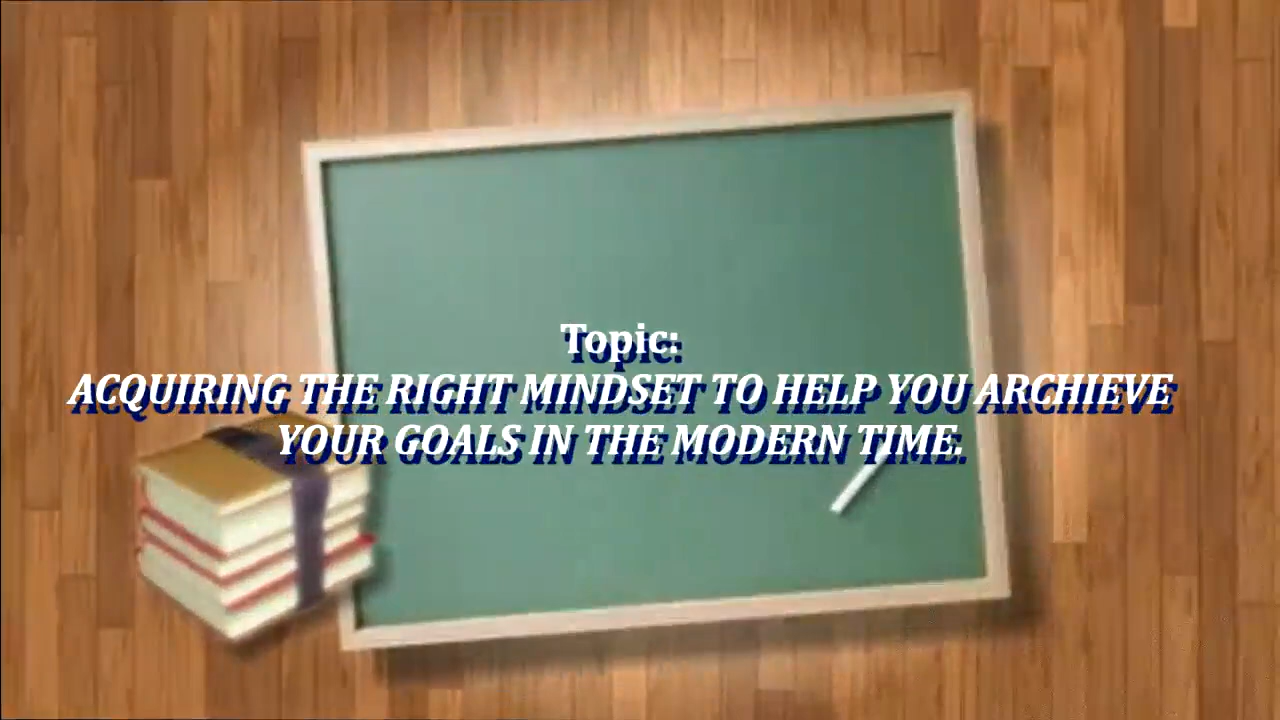 Topic:
ACQUIRING THE RIGHT MINDSET TO HELP YOU ARCHIEVE
YOUR GOALS IN THE MODERN TIME.